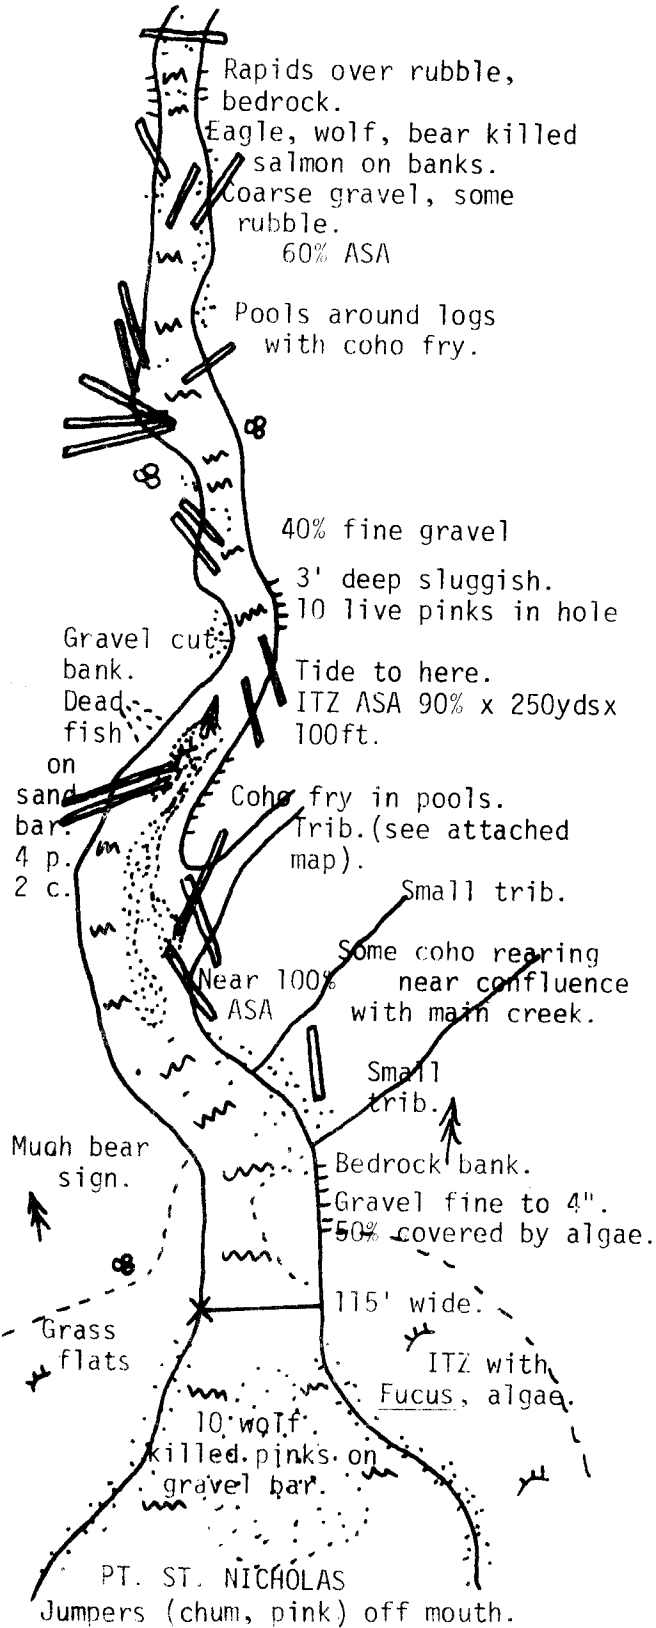 Rapids over rubble,
bedrock.
Eagle, wolf, bear killed
salmon on banks.
Coarse gravel, some
rubble.
60% ASA
Pools around logs
with coho fry.
40% fine gravel
3' deep sluggish.
10 live pinks in hole
Gravel cut
bank.
Tide to here.
ITZ ASA 90% x 250ydsx
100ft.
Dead
fish
on
sand
bar.
4 p.
2 c.
Coho fry in pools.
Trib.(see attached
map).
Small trib.
Some coho rearing
near confluence
with main creek.
Near 100%
ASA
Small
trib.
Much bear
sign.
Bedrock bank.
Gravel fine to 4".
50% covered by algae.
115' wide.
Grass
flats
ITZ with
Fucus, algae.
10 wolf
killed pinks on
gravel bar.
PT. ST. NICHOLAS
Jumpers (chum, pink) off mouth.